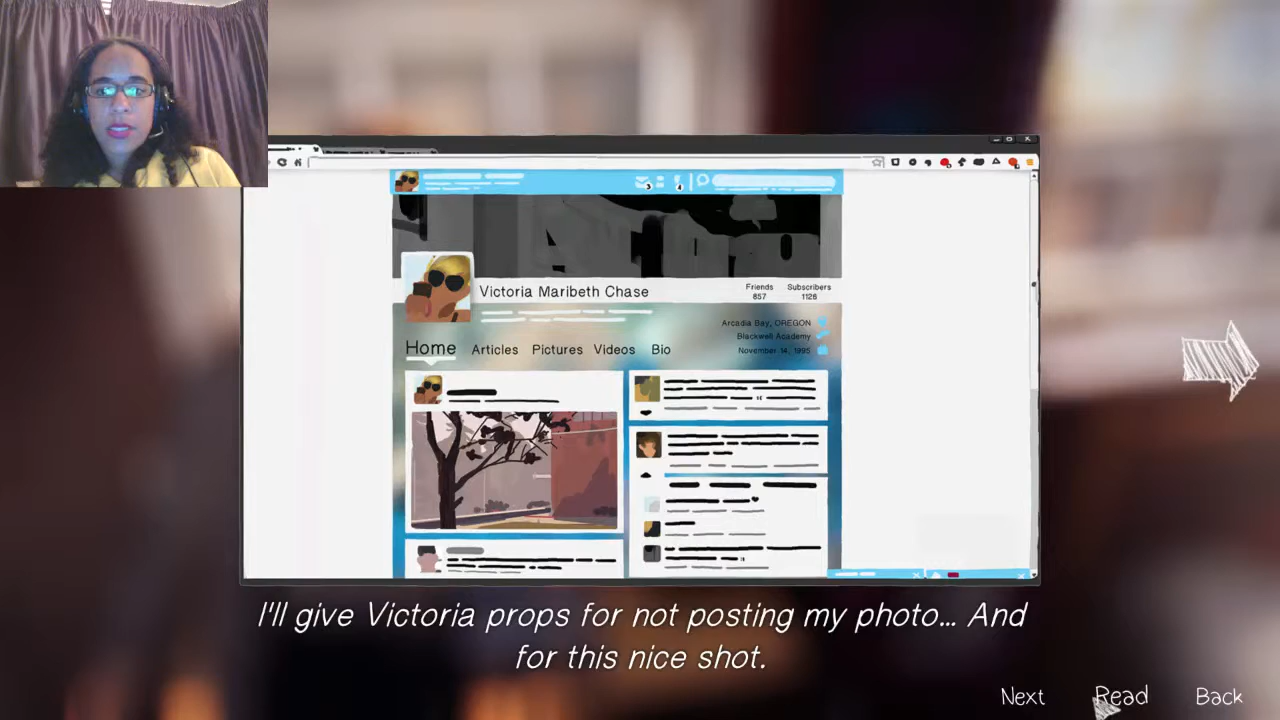 Victoria Maribeth Chase
Friends
857
Subscribers
1126
Arcadia Bay, OREGON
Blackwell Academy
November 14, 1995
Home Articles Pictures Videos Bio
I'll give Victoria props for not posting my photo... And
for this nice shot.
Next Read Back